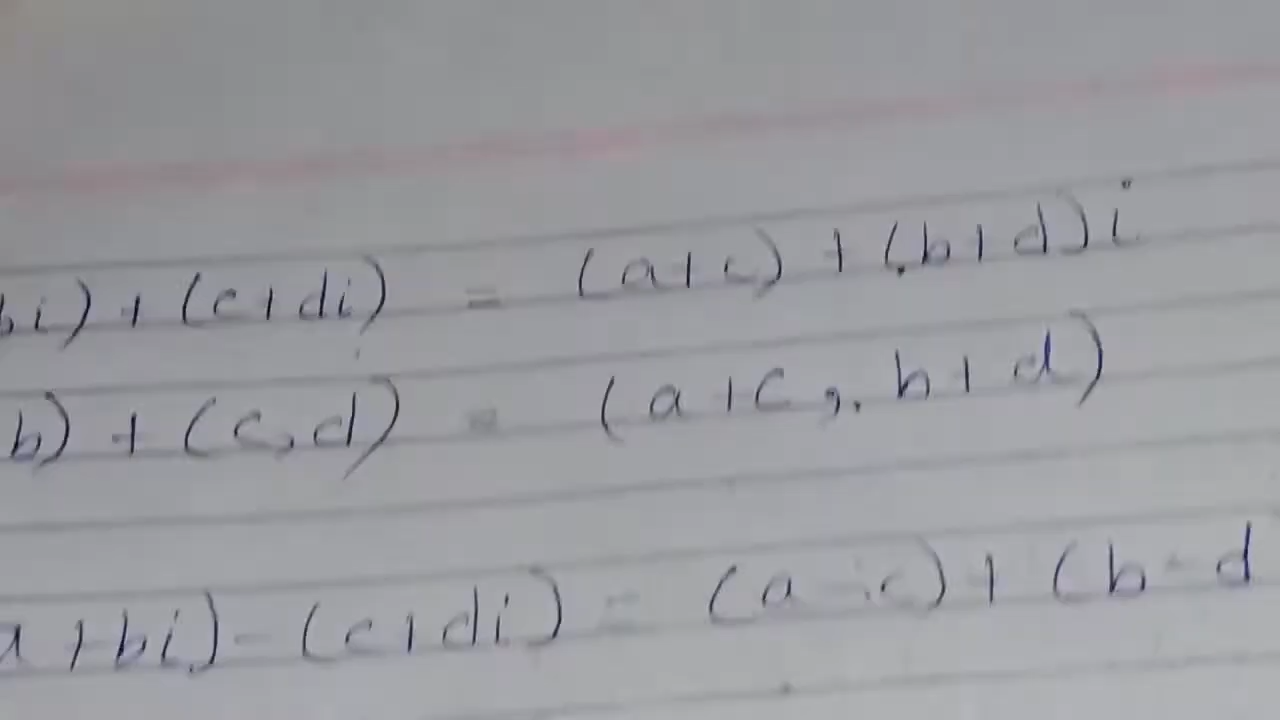 bi) + (c+di) = (a+c) + (b+d)i
b) + (c,d) = (a+c, b+d)
a+bi)-(c+di) = (a-c)+(b-d